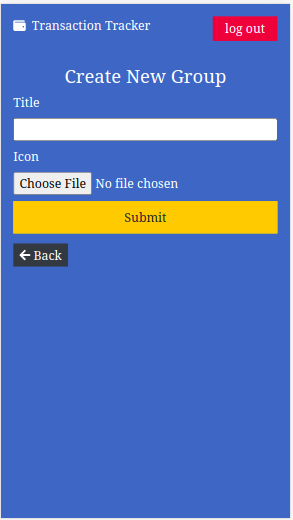 Transaction Tracker
log out
Create New Group
Title
Icon
Choose File No file chosen
Submit
Back